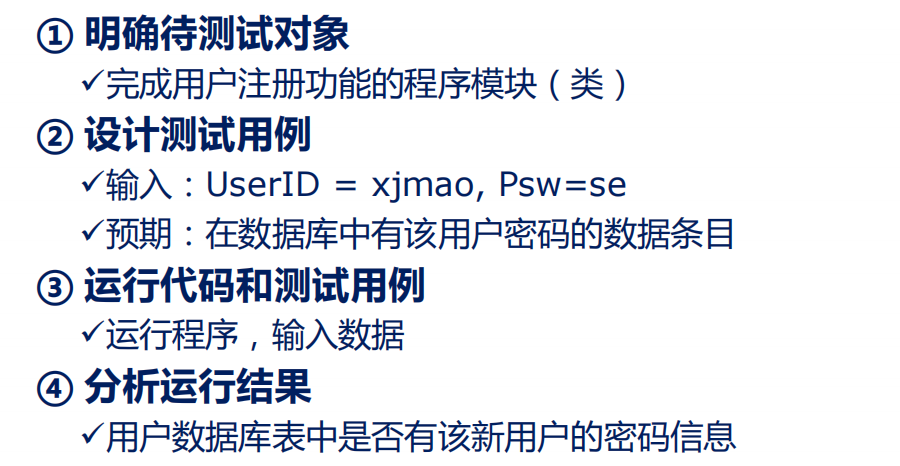 ① 明确待测试对象
✓完成用户注册功能的程序模块（类）
② 设计测试用例
✓输入：UserID = xjmao, Psw=se
✓预期：在数据库中有该用户密码的数据条目
③ 运行代码和测试用例
✓运行程序，输入数据
④ 分析运行结果
✓用户数据库表中是否有该新用户的密码信息